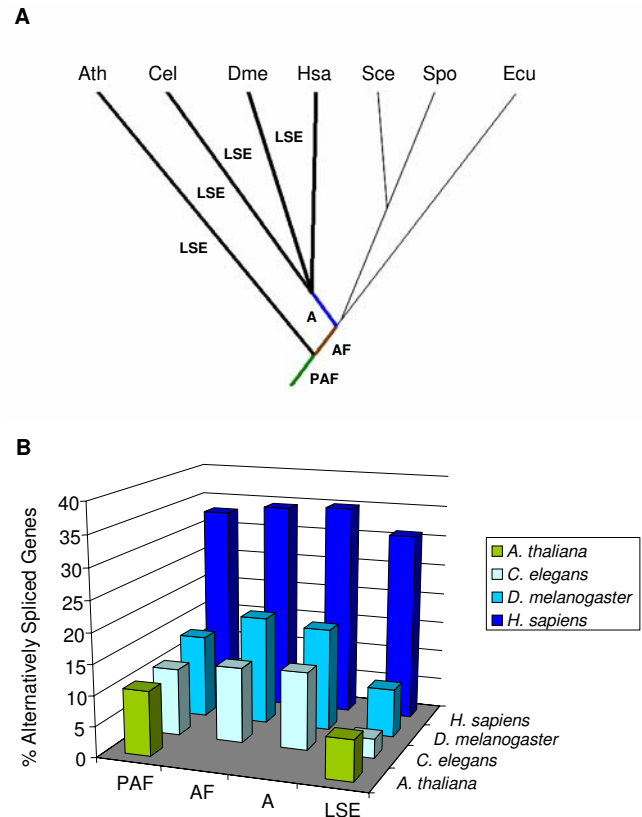 A
Ath Cel Dme Hsa Sce Spo Ecu
LSE
LSE
LSE
LSE
A
AF
PAF
B
% Alternatively Spliced Genes
40
35
30
25
20
15
10
5
0
PAF AF A LSE
H. sapiens
D. melanogaster
C. elegans
A. thaliana
A. thaliana
C. elegans
D. melanogaster
H. sapiens